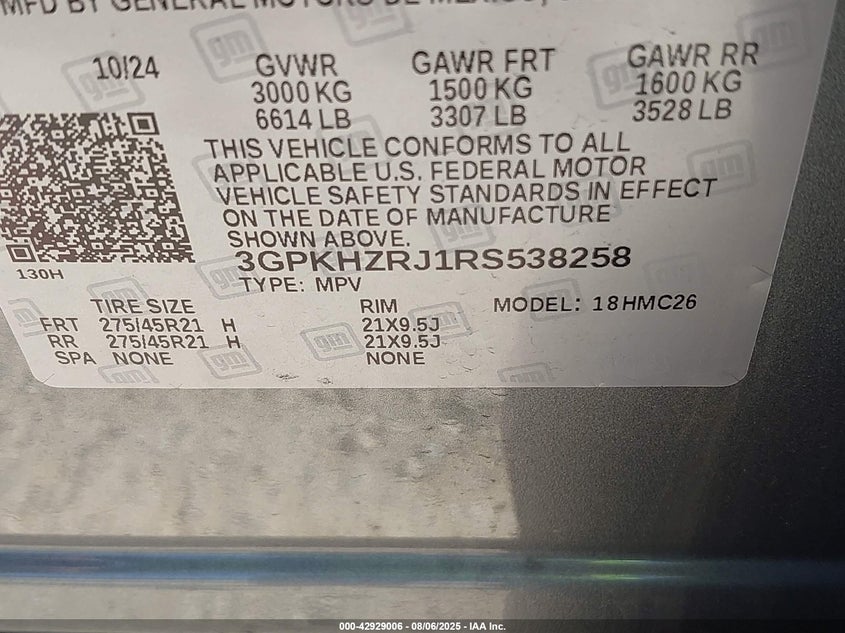 MFD BY GENERAL MOTORS DE MEXICO,
10/24 GVWR GAWR FRT GAWR RR
3000 KG 1500 KG 1600 KG
6614 LB 3307 LB 3528 LB
THIS VEHICLE CONFORMS TO ALL
APPLICABLE U.S. FEDERAL MOTOR
VEHICLE SAFETY STANDARDS IN EFFECT
ON THE DATE OF MANUFACTURE
SHOWN ABOVE.
3GPKHZRJ1RS538258
130H
TYPE: MPV
TIRE SIZE RIM MODEL: 18HMC26
FRT 275/45R21 H 21X9.5J
RR 275/45R21 H 21X9.5J
SPA NONE NONE
000-42929006 - 08/06/2025 - IAA Inc.